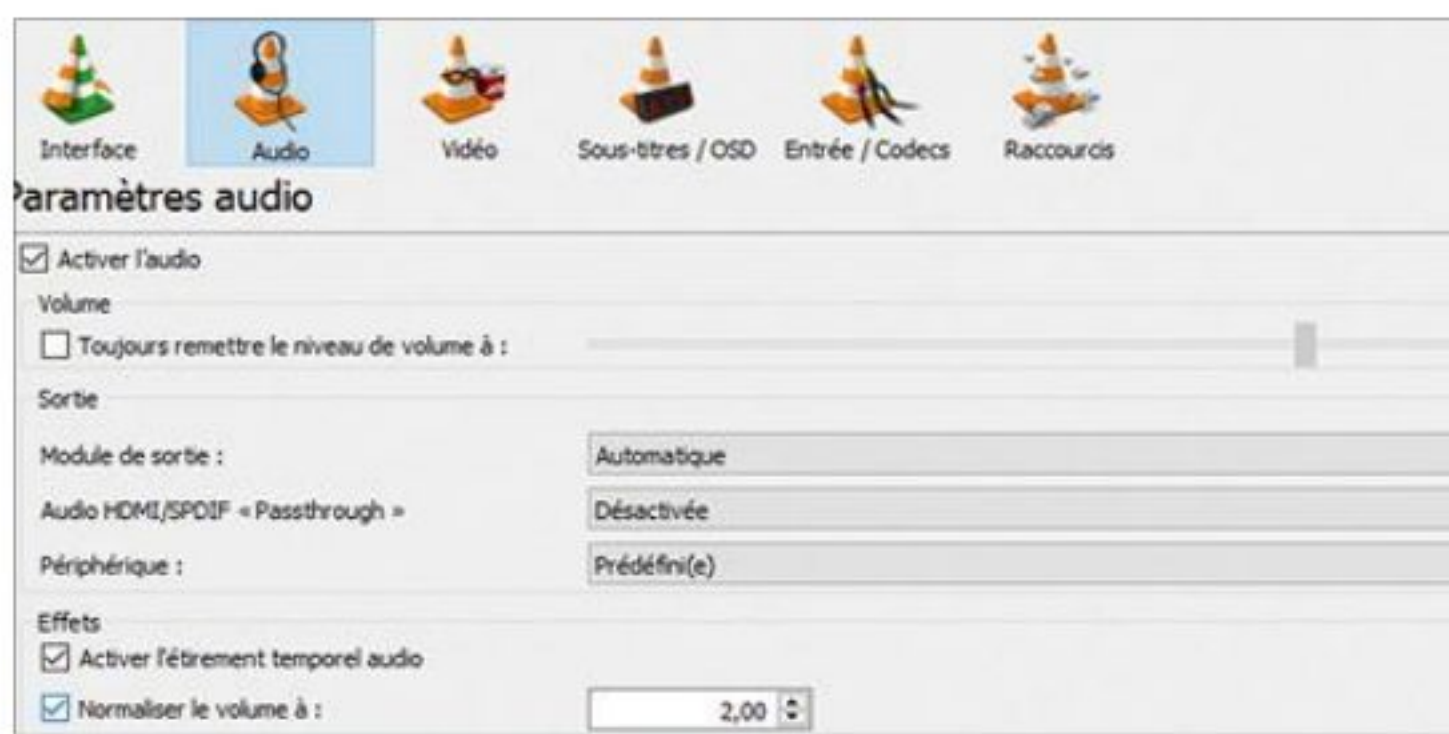 Interface Audio Vidéo Sous-titres / OSD Entrée / Codecs Raccourcis
Paramètres audio
Activer l'audio
Volume
Toujours remettre le niveau de volume à :
Sortie
Module de sortie : Automatique
Audio HDMI/SPDIF « Passthrough » Désactivée
Périphérique : Prédéfini(e)
Effets
Activer l'étirement temporel audio
Normaliser le volume à : 2,00